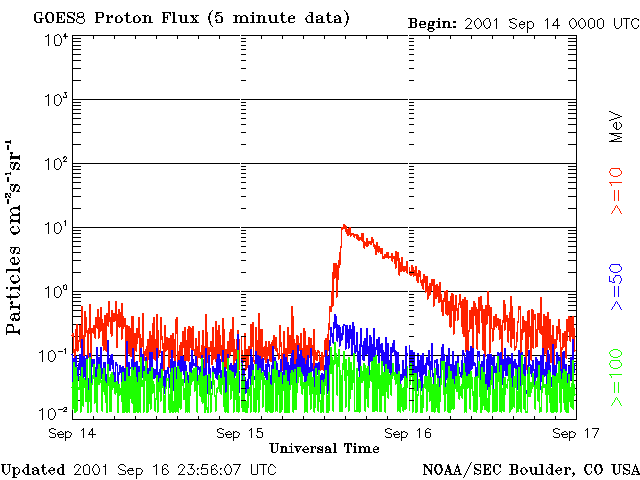 GOES8 Proton Flux (5 minute data)
Begin: 2001 Sep 14 0000 UTC
Particles cm⁻²s⁻¹sr⁻¹
10⁴
10³
10²
10¹
10⁰
10⁻¹
10⁻²
MeV
>=10
>=50
>=100
Sep 14
Sep 15
Sep 16
Sep 17
Universal Time
Updated 2001 Sep 16 23:56:07 UTC
NOAA/SEC Boulder, CO USA